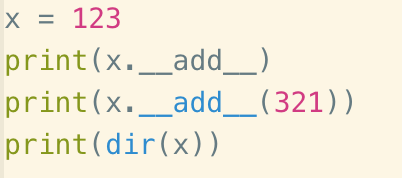 x = 123
print(x.__add__)
print(x.__add__(321))
print(dir(x))